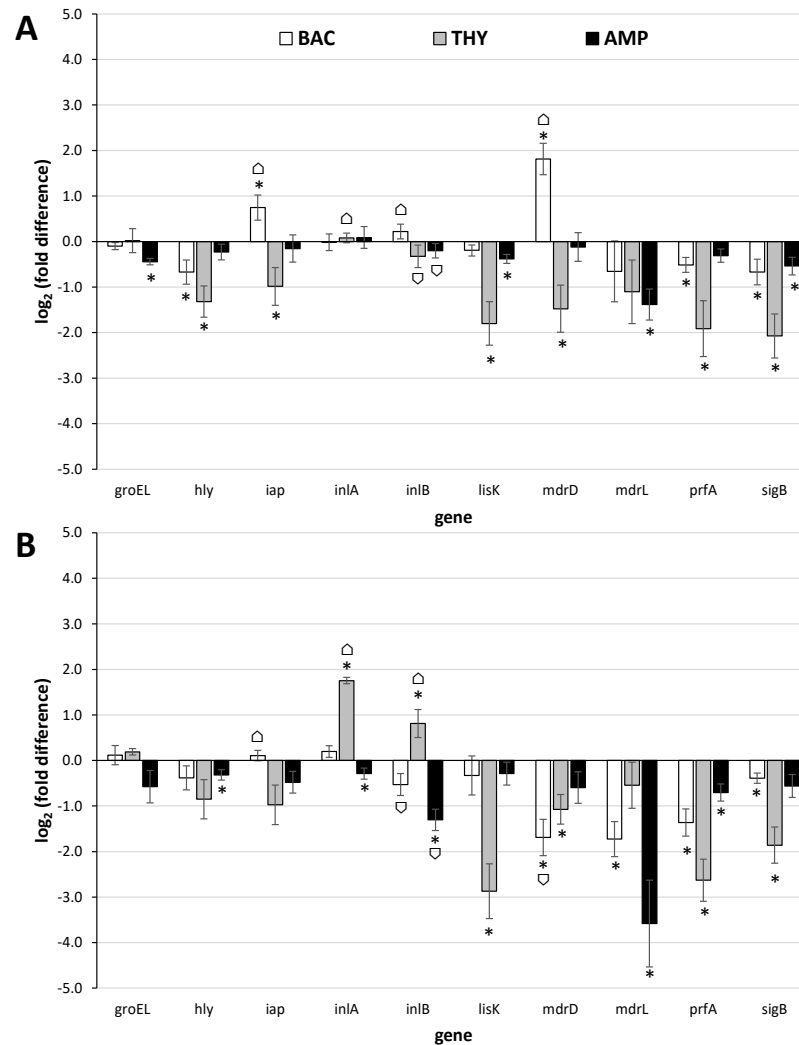 A
BAC THY AMP
log2 (fold difference)
5.0
4.0
3.0
2.0
1.0
0.0
-1.0
-2.0
-3.0
-4.0
-5.0
groEL hly iap inlA inlB lisK mdrD mdrL prfA sigB
gene
B
log2 (fold difference)
5.0
4.0
3.0
2.0
1.0
0.0
-1.0
-2.0
-3.0
-4.0
-5.0
groEL hly iap inlA inlB lisK mdrD mdrL prfA sigB
gene